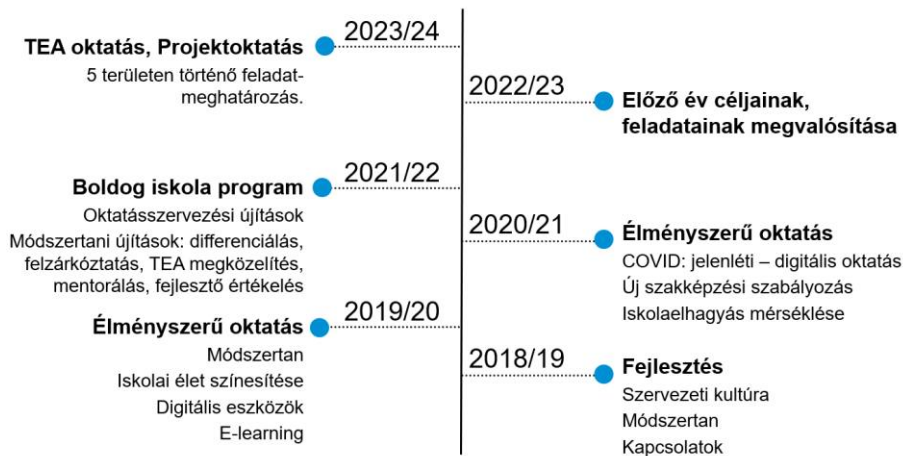 2023/24
TEA oktatás, Projektoktatás
5 területen történő feladat-
meghatározás.
2022/23
Előző év céljainak,
feladatainak megvalósítása
2021/22
Boldog iskola program
Oktatásszervezési újítások
Módszertani újítások: differenciálás,
felzárkóztatás, TEA megközelítés,
mentorálás, fejlesztő értékelés
2020/21
Élményszerű oktatás
COVID: jelenléti – digitális oktatás
Új szakképzési szabályozás
Iskolaelhagyás mérséklése
2019/20
Élményszerű oktatás
Módszertan
Iskolai élet színesítése
Digitális eszközök
E-learning
2018/19
Fejlesztés
Szervezeti kultúra
Módszertan
Kapcsolatok